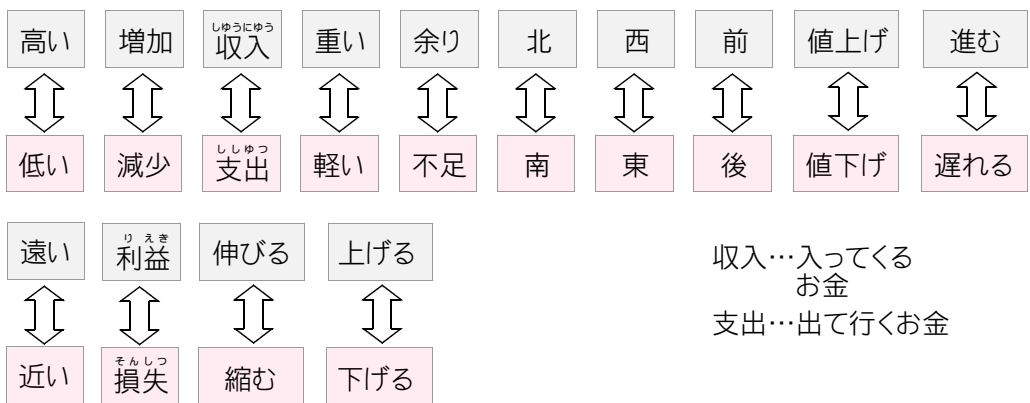 高い 増加 収入 重い 余り 北 西 前 値上げ 進む
しゆうにゆう
低い 減少 支出 軽い 不足 南 東 後 値下げ 遅れる
ししゆつ
遠い 利益 伸びる 上げる
り えき
近い 損失 縮む 下げる
そんしつ
収入…入ってくる
お金
支出…出て行くお金